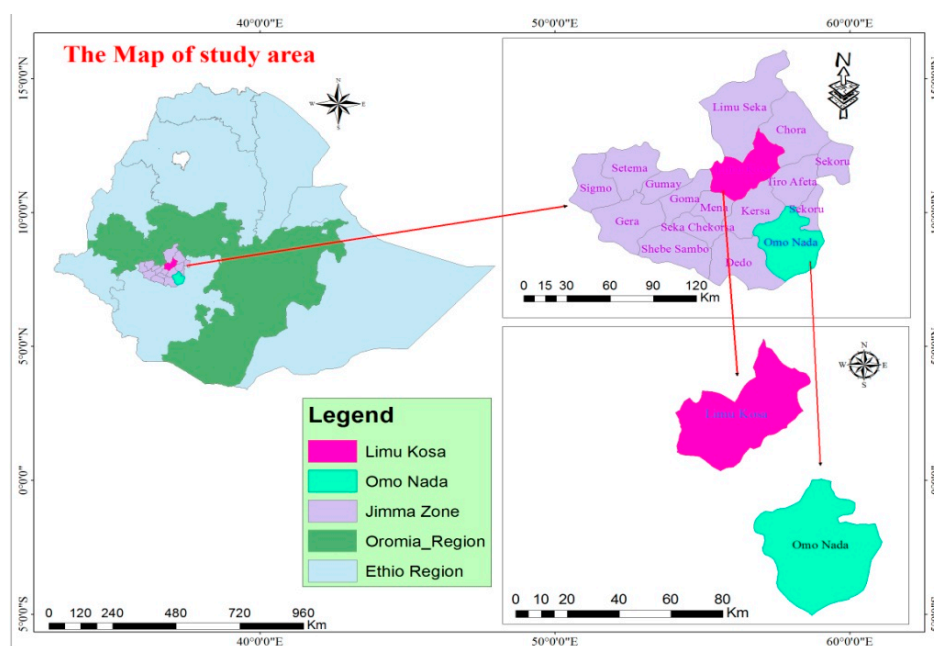 40°0'0"E
50°0'0"E
60°0'0"E
The Map of study area
N
W
E
S
15°0'0"N
10°0'0"N
5°0'0"N
0°0'0"
5°0'0"S
Legend
Limu Kosa
Omo Nada
Jimma Zone
Oromia_Region
Ethio Region
0 120 240 480 720 960
Km
N
Limu Seka
Chora
Setema
Sekoru
Sigmo
Gumay
Tiro Afeta
Goma
Mena
Kersa
Sekoru
Gera
Seka Chekorsa
Omo Nada
Shebe Sambo
Dedo
0 15 30 60 90 120
Km
N
W
E
S
Limu Kosa
Omo Nada
0 10 20 40 60 80
Km
40°0'0"E
50°0'0"E
60°0'0"E